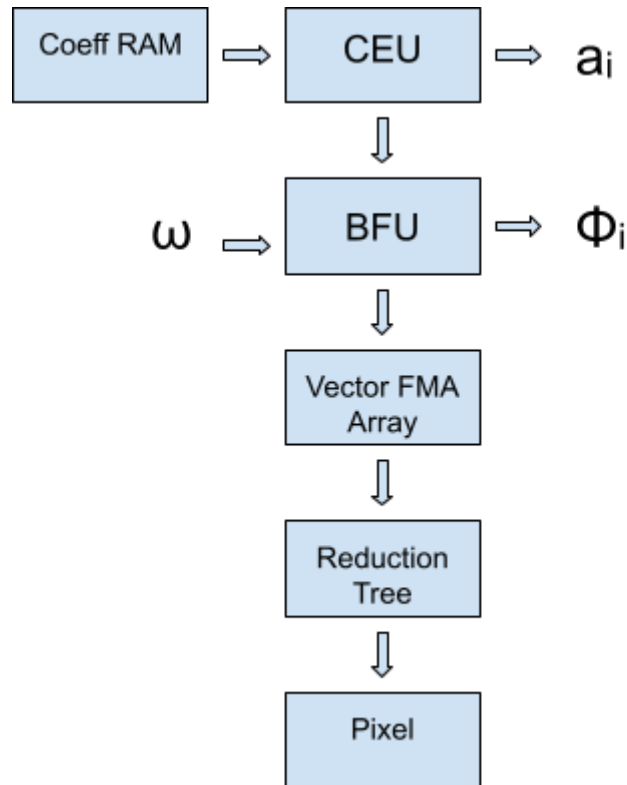 Coeff RAM
CEU
aᵢ
ω
BFU
Φᵢ
Vector FMA
Array
Reduction
Tree
Pixel